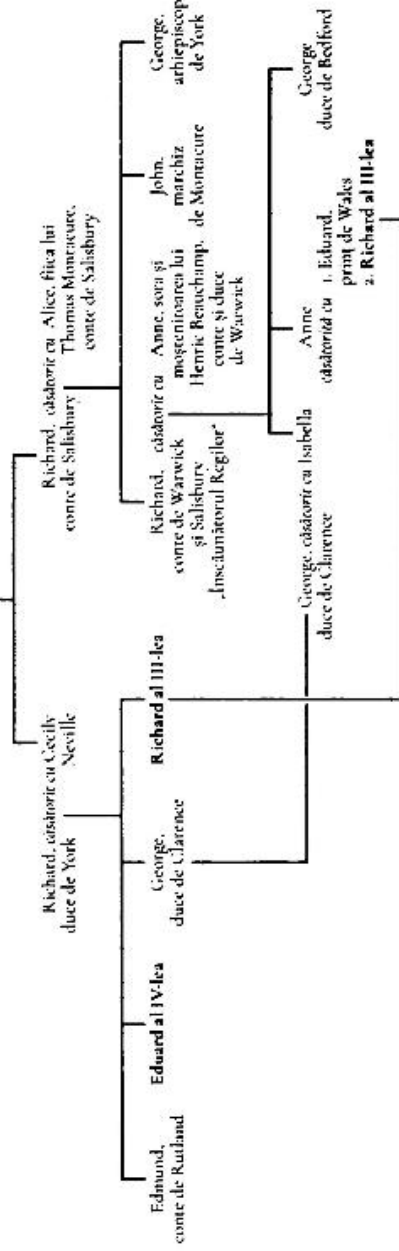 Richard, căsătorit cu Cecily
duce de York
Neville
Richard, căsătorit cu Alice, fiica lui
conte de Salisbury
Thomas Montacute,
conte de Salisbury
Edmund,
conte de Rutland
Eduard al IV-lea
George,
duce de Clarence
Richard al III-lea
Richard, căsătorit cu
conte de Warwick
și Salisbury
„Înscăunătorul Regilor”
Anne, sora și
moștenitoarea lui
Henric Beauchamp,
conte și duce
de Warwick
John,
marchiz
de Montacute
George,
arhiepiscop
de York
George, căsătorit cu Isabella
duce de Clarence
Anne
căsătorită cu
1. Eduard,
prinț de Wales
2. Richard al III-lea
George
duce de Bedford